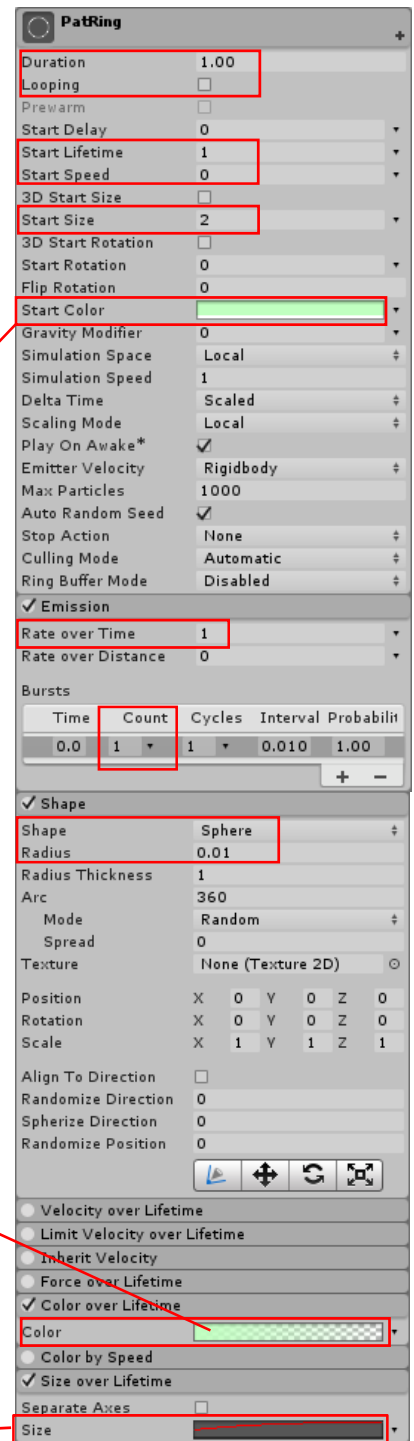 PatRing
Duration 1.00
Looping
Prewarm
Start Delay 0
Start Lifetime 1
Start Speed 0
3D Start Size
Start Size 2
3D Start Rotation
Start Rotation 0
Flip Rotation 0
Start Color
Gravity Modifier 0
Simulation Space Local
Simulation Speed 1
Delta Time Scaled
Scaling Mode Local
Play On Awake*
Emitter Velocity Rigidbody
Max Particles 1000
Auto Random Seed
Stop Action None
Culling Mode Automatic
Ring Buffer Mode Disabled
Emission
Rate over Time 1
Rate over Distance 0
Bursts
Time Count Cycles Interval Probabilit
0.0 1 1 0.010 1.00
Shape
Shape Sphere
Radius 0.01
Radius Thickness 1
Arc 360
Mode Random
Spread 0
Texture None (Texture 2D)
Position X 0 Y 0 Z 0
Rotation X 0 Y 0 Z 0
Scale X 1 Y 1 Z 1
Align To Direction
Randomize Direction 0
Spherize Direction 0
Randomize Position 0
Velocity over Lifetime
Limit Velocity over Lifetime
Inherit Velocity
Force over Lifetime
Color over Lifetime
Color
Color by Speed
Size over Lifetime
Separate Axes
Size